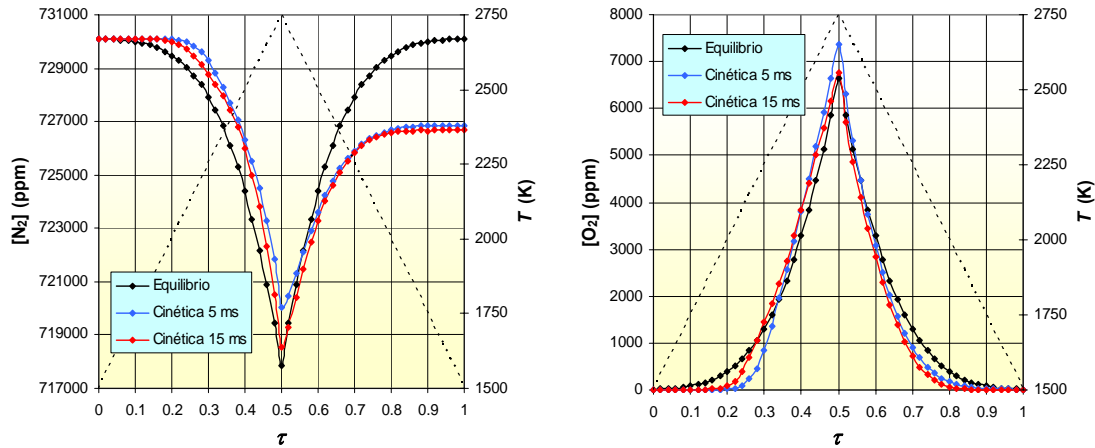 731000
729000
727000
725000
723000
721000
719000
717000
[N₂] (ppm)
Equilibrio
Cinética 5 ms
Cinética 15 ms
0 0.1 0.2 0.3 0.4 0.5 0.6 0.7 0.8 0.9 1
τ
2750
2500
2250
2000
1750
1500
T (K)
8000
7000
6000
5000
4000
3000
2000
1000
0
[O₂] (ppm)
Equilibrio
Cinética 5 ms
Cinética 15 ms
0.0 0.1 0.2 0.3 0.4 0.5 0.6 0.7 0.8 0.9 1.0
τ
2750
2500
2250
2000
1750
1500
T (K)